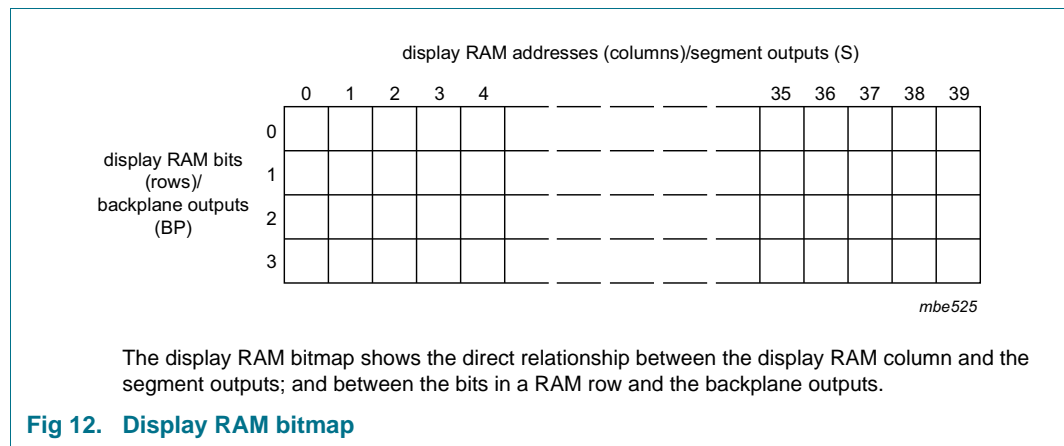 display RAM addresses (columns)/segment outputs (S)
0 1 2 3 4 35 36 37 38 39
0
display RAM bits
(rows)/
backplane outputs
(BP)
1
2
3
mbe525
The display RAM bitmap shows the direct relationship between the display RAM column and the
segment outputs; and between the bits in a RAM row and the backplane outputs.
Fig 12. Display RAM bitmap